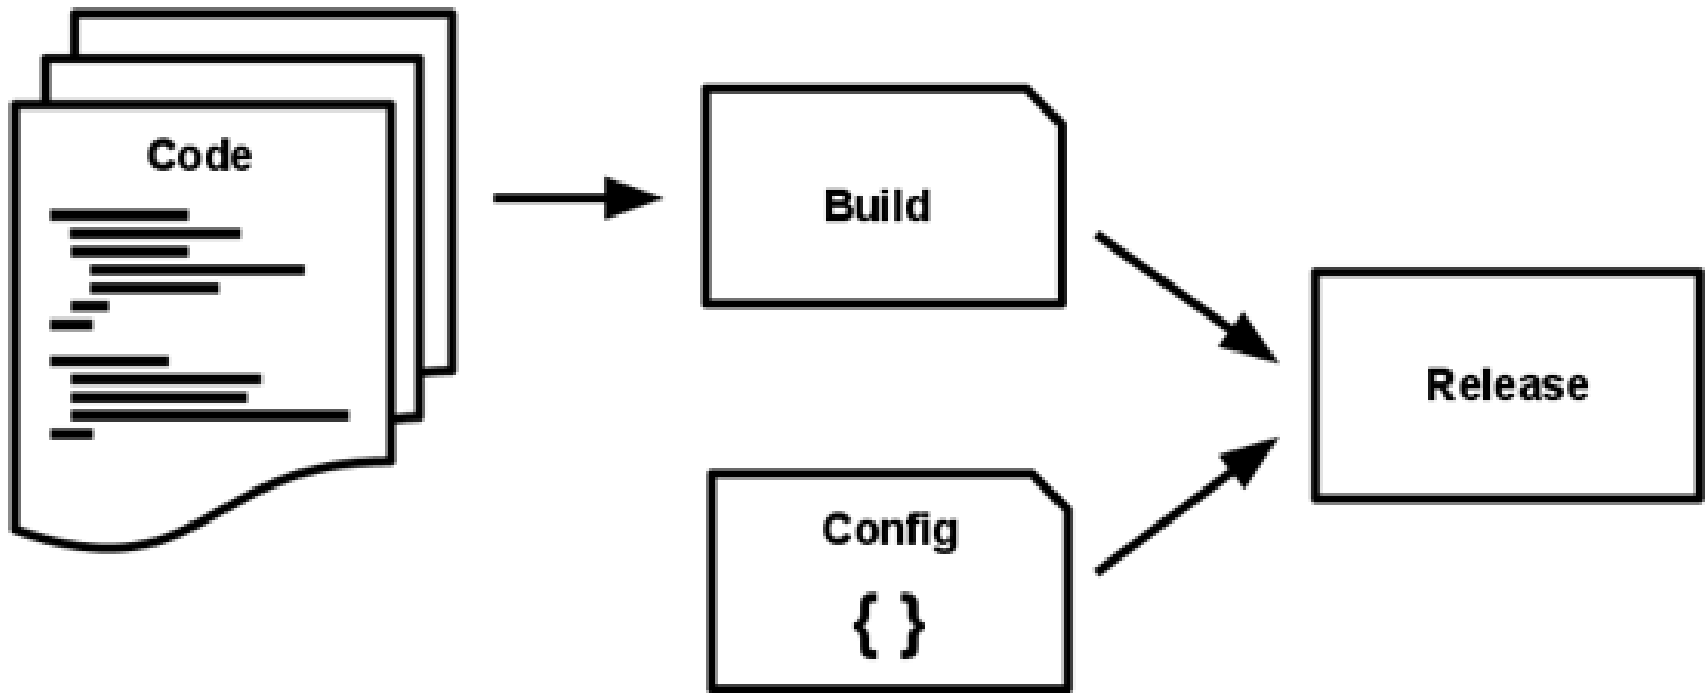 Code
Build
Config
{ }
Release